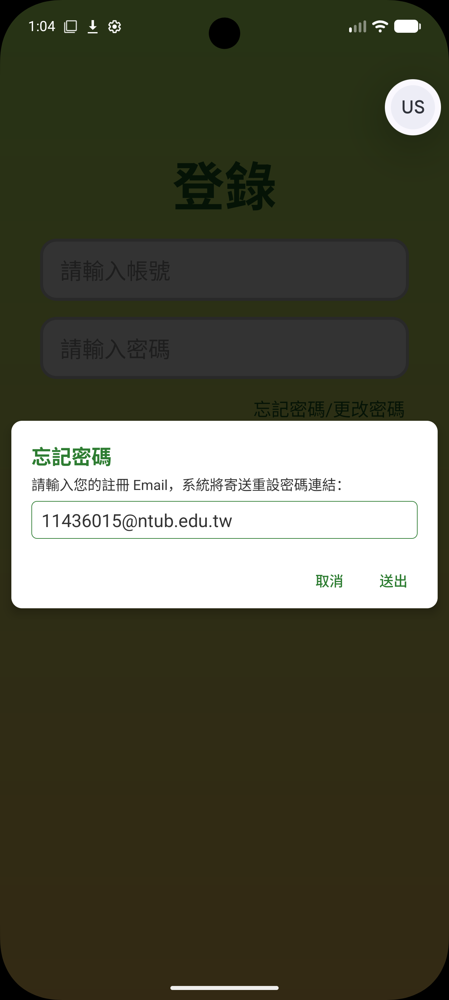 1:04
US
登錄
請輸入帳號
請輸入密碼
忘記密碼/更改密碼
忘記密碼
請輸入您的註冊 Email，系統將寄送重設密碼連結：
11436015@ntub.edu.tw
取消 送出